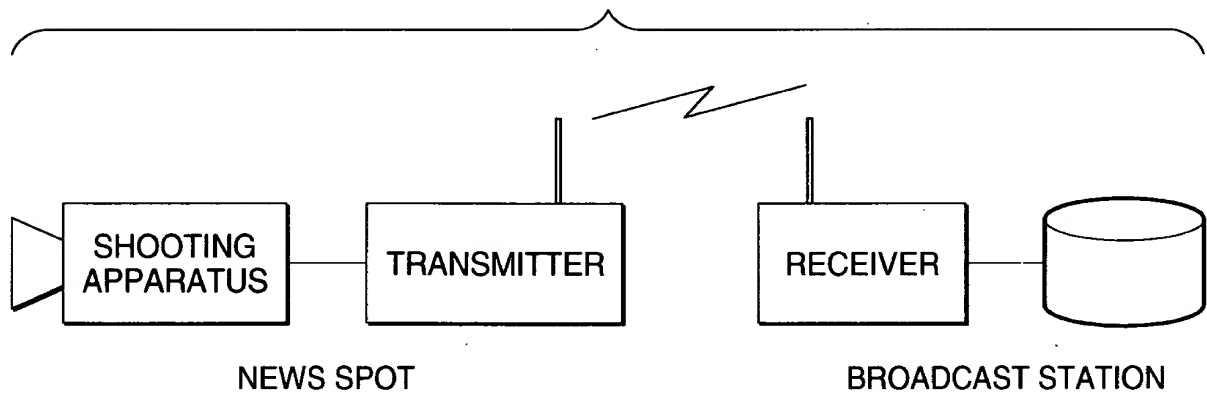 SHOOTING
APPARATUS
TRANSMITTER
RECEIVER
NEWS SPOT
BROADCAST STATION